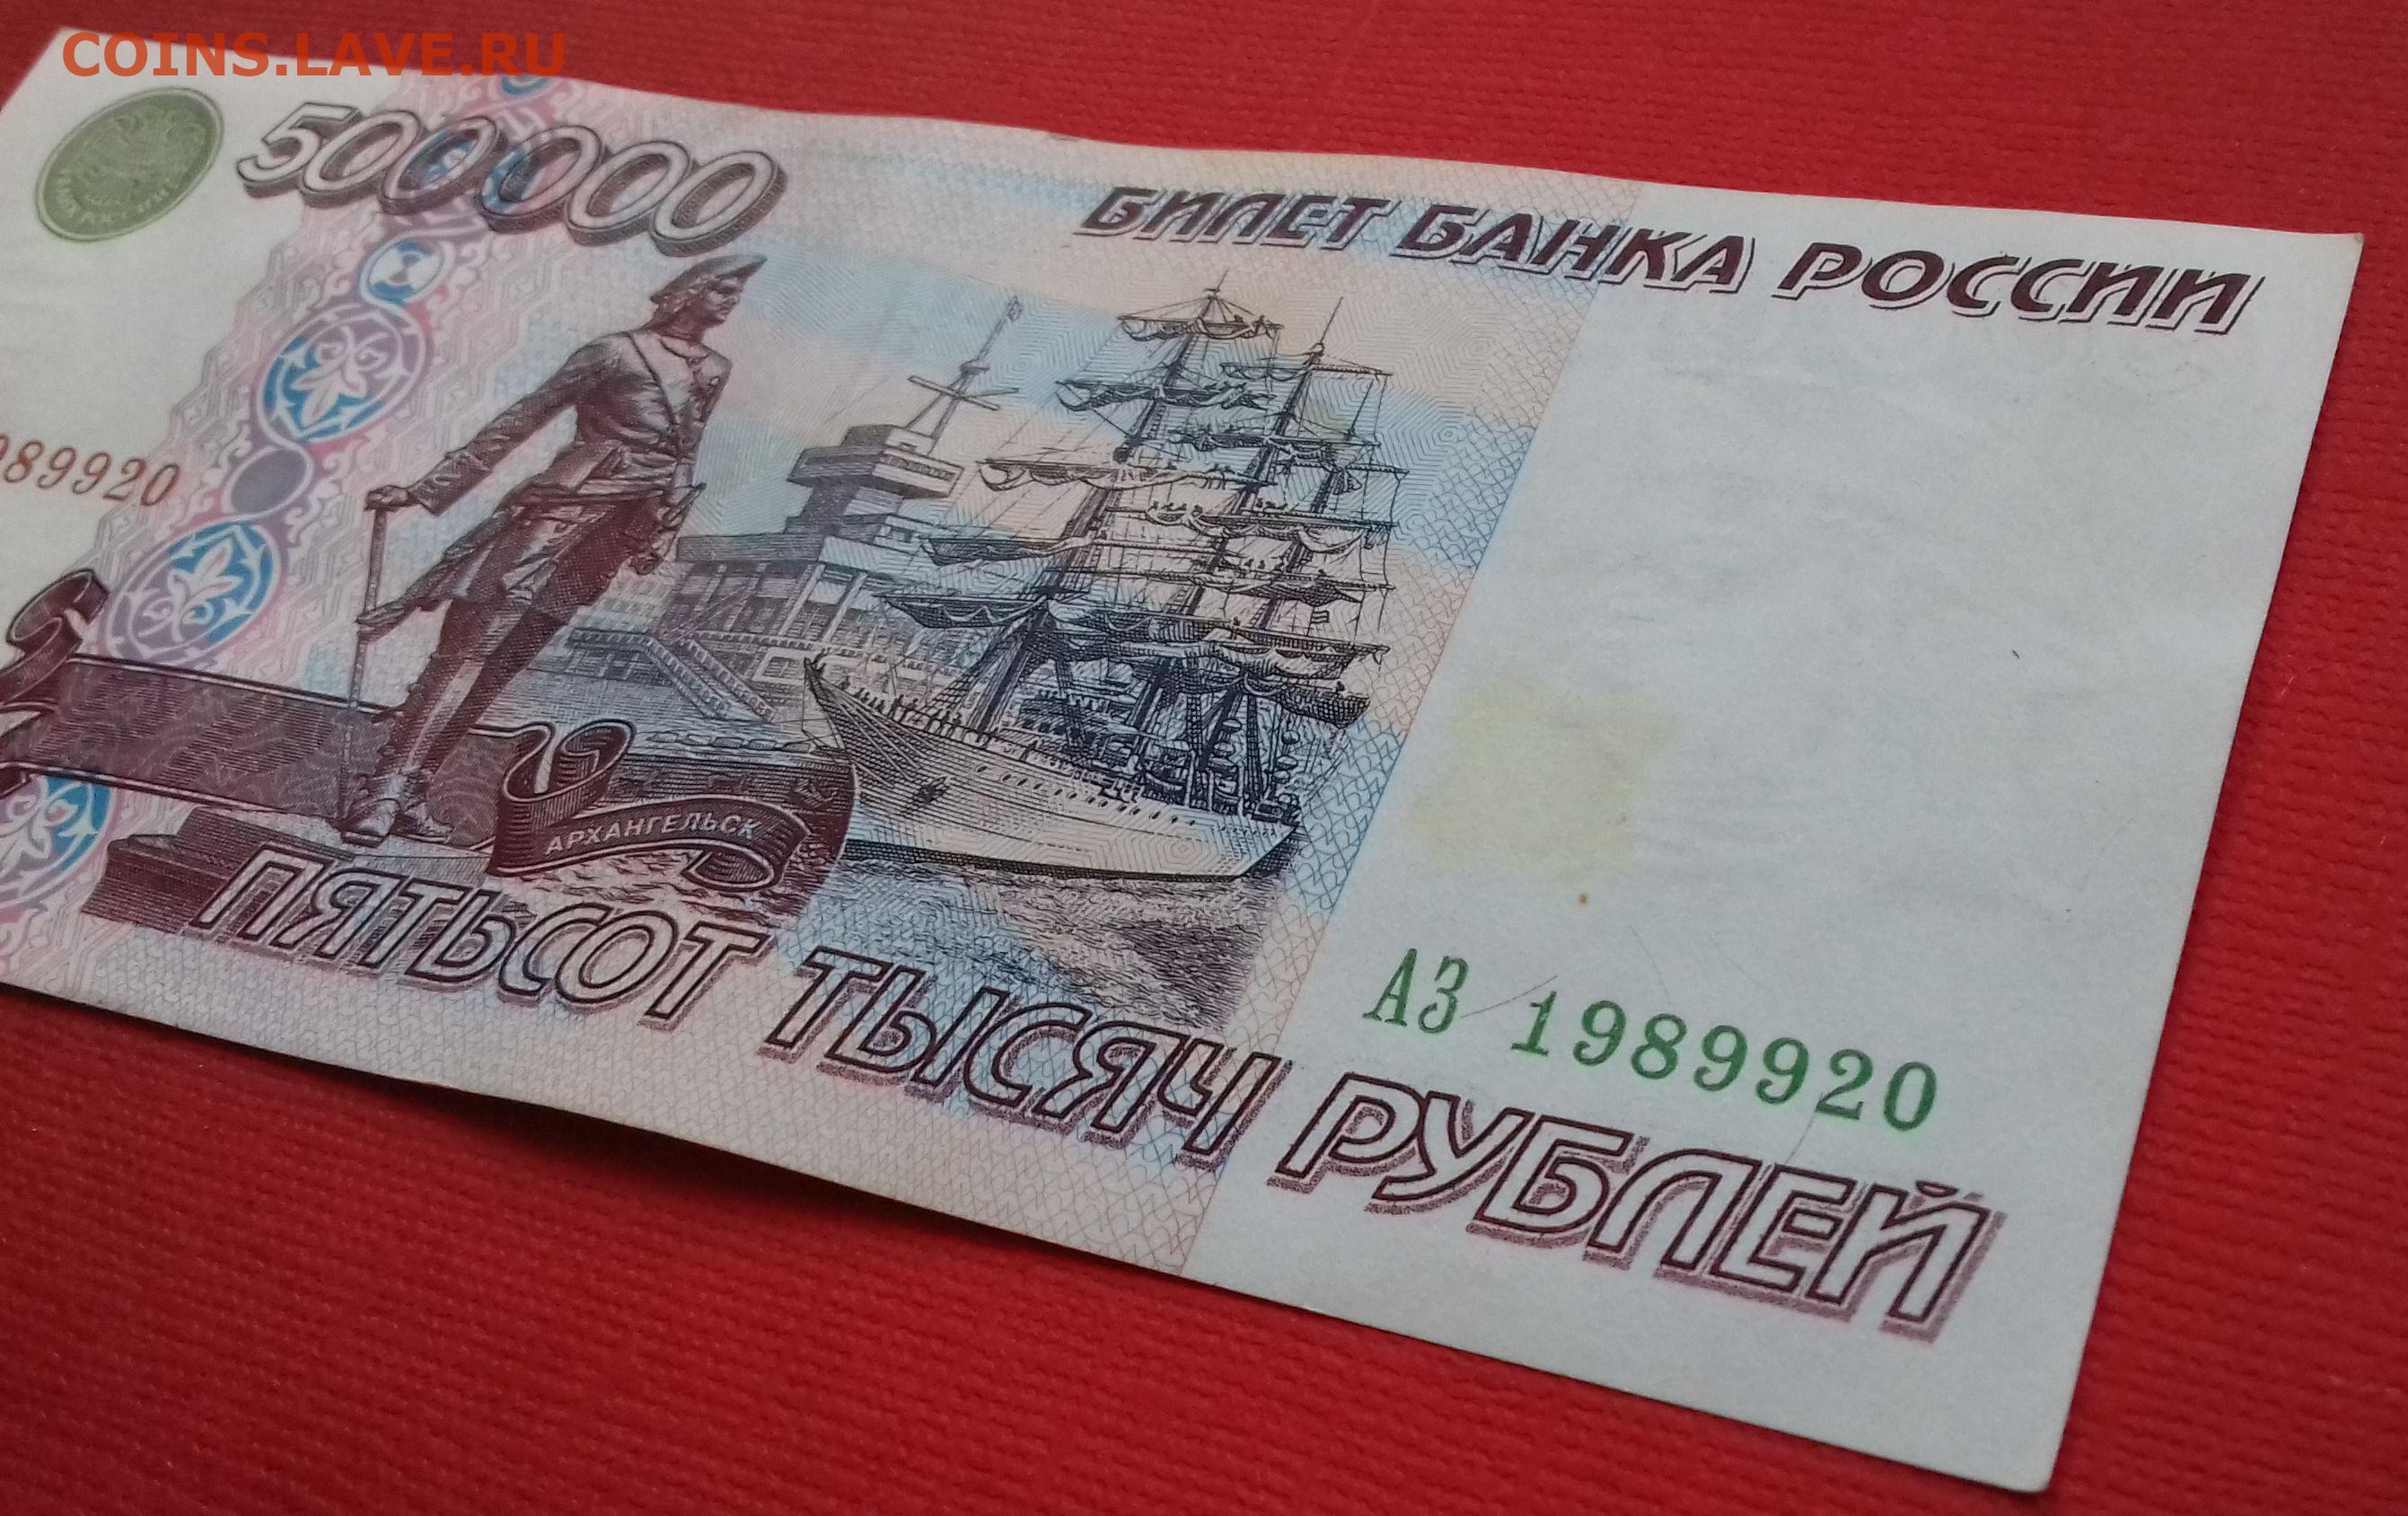 COINS.LAVE.RU
500000
БИЛЕТ БАНКА РОССИИ
989920
АРХАНГЕЛЬСК
ПЯТЬСОТ ТЫСЯЧ РУБЛЕЙ
АЗ 1989920